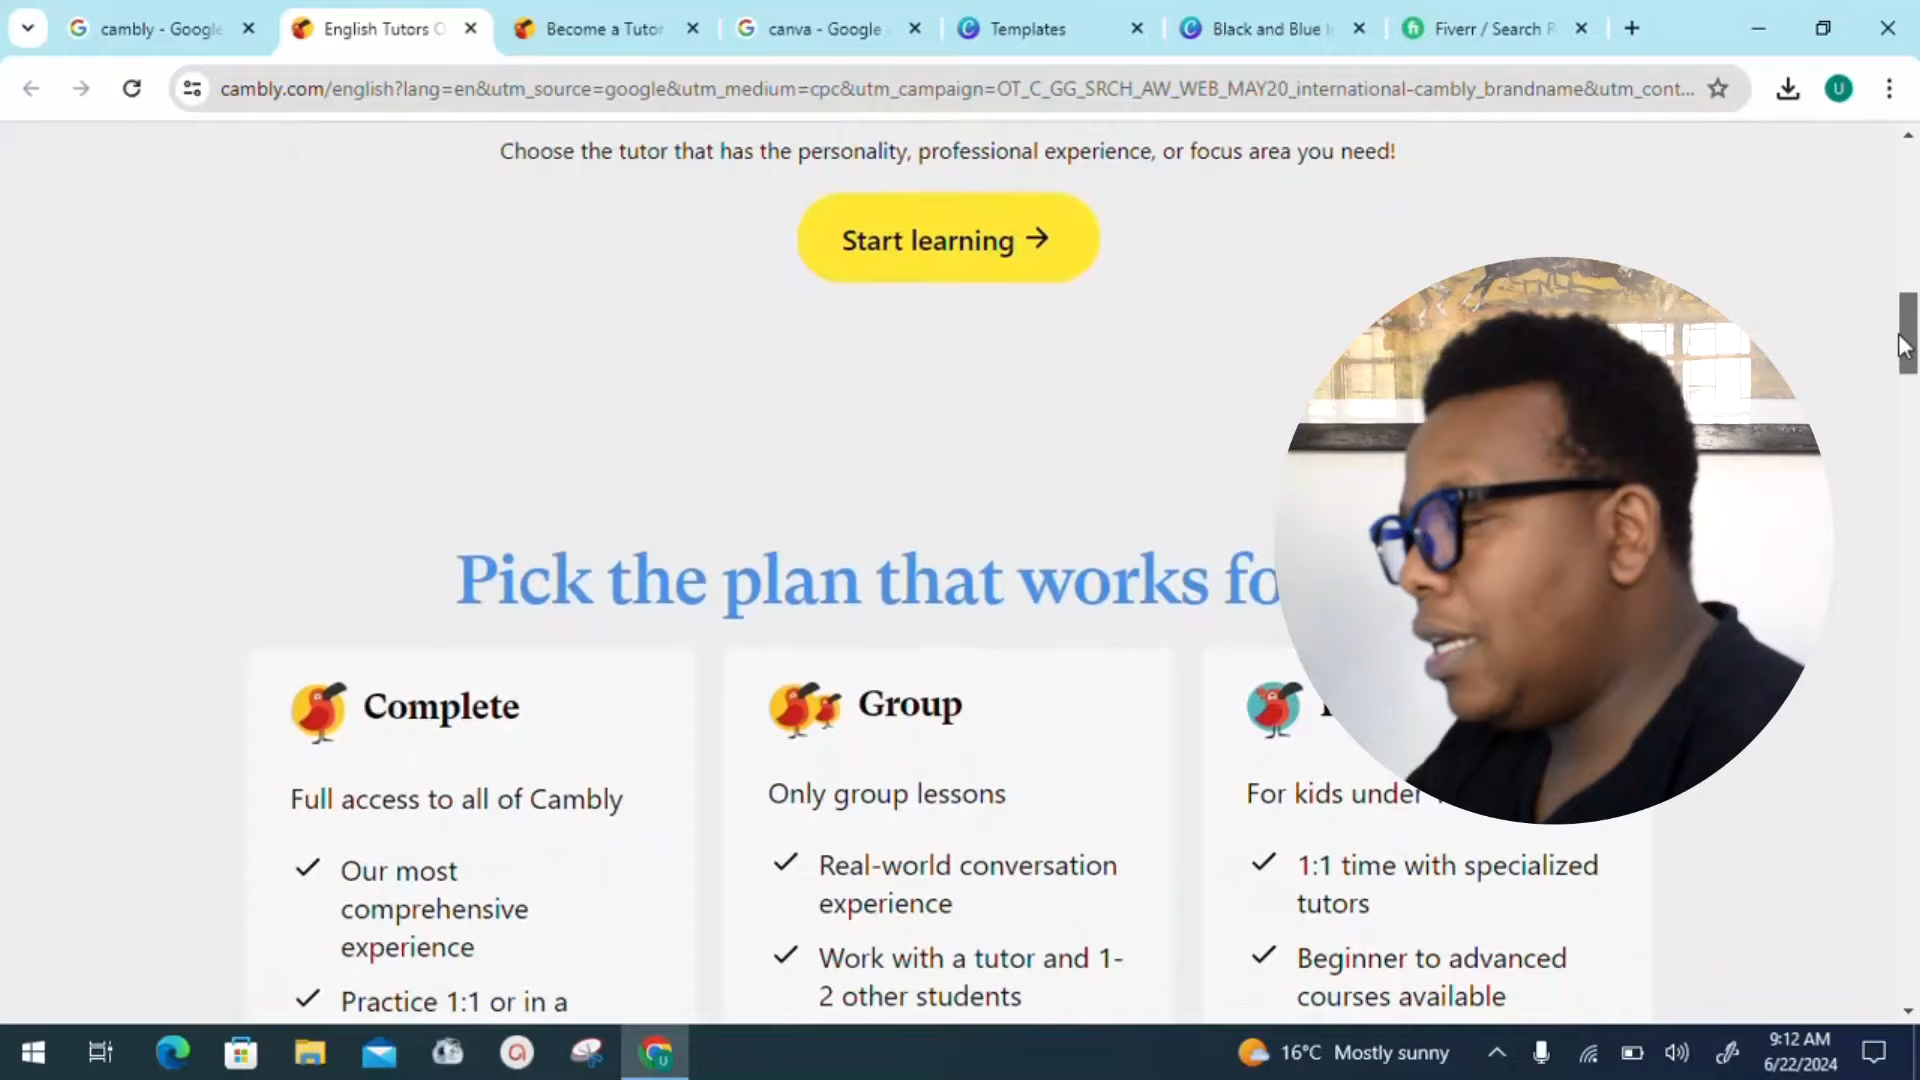 cambly - Google
English Tutors O
Become a Tutor
canva - Google
Templates
Black and Blue
Fiverr / Search R
cambly.com/english?lang=en&utm_source=google&utm_medium=cpc&utm_campaign=OT_C_GG_SRCH_AW_WEB_MAY20_international-cambly_brandname&utm_cont...
U
Choose the tutor that has the personality, professional experience, or focus area you need!
Start learning →
Pick the plan that works fo
Complete
Full access to all of Cambly
✓ Our most
comprehensive
experience
✓ Practice 1:1 or in a
Group
Only group lessons
✓ Real-world conversation
experience
✓ Work with a tutor and 1-
2 other students
For kids under
✓ 1:1 time with specialized
tutors
✓ Beginner to advanced
courses available
16°C Mostly sunny
9:12 AM
6/22/2024